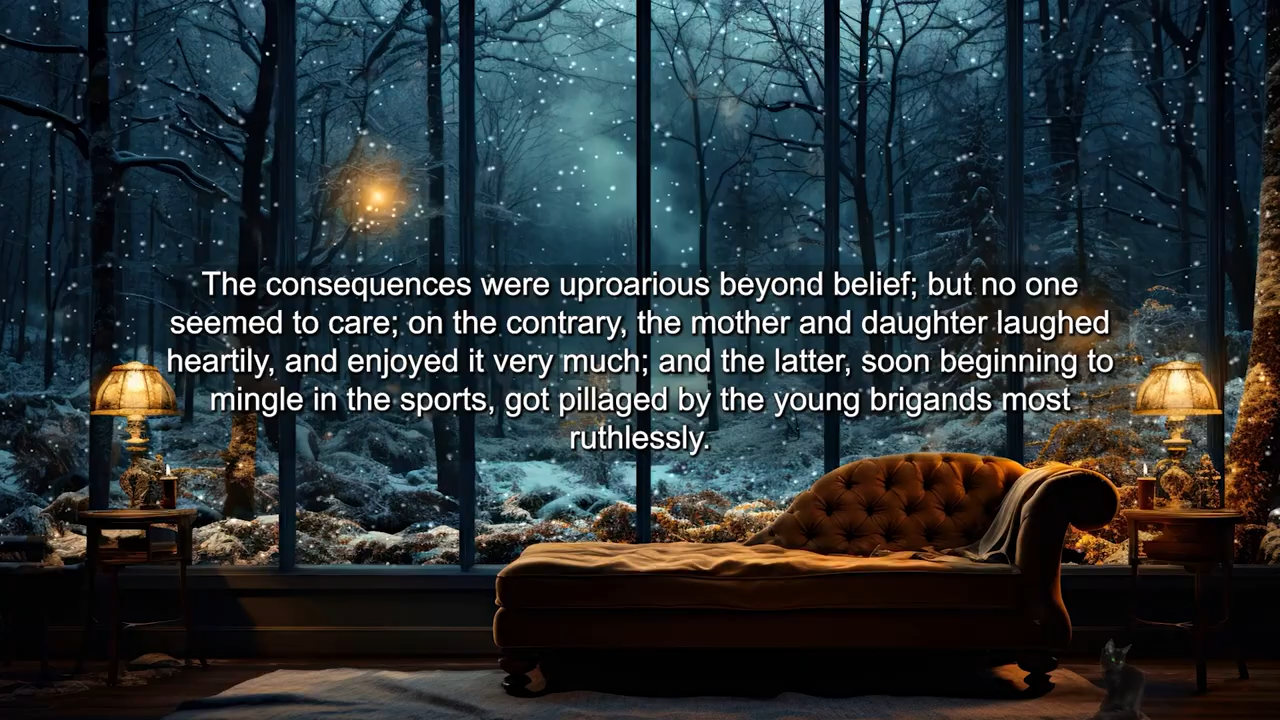 The consequences were uproarious beyond belief; but no one
seemed to care; on the contrary, the mother and daughter laughed
heartily, and enjoyed it very much; and the latter, soon beginning to
mingle in the sports, got pillaged by the young brigands most
ruthlessly.